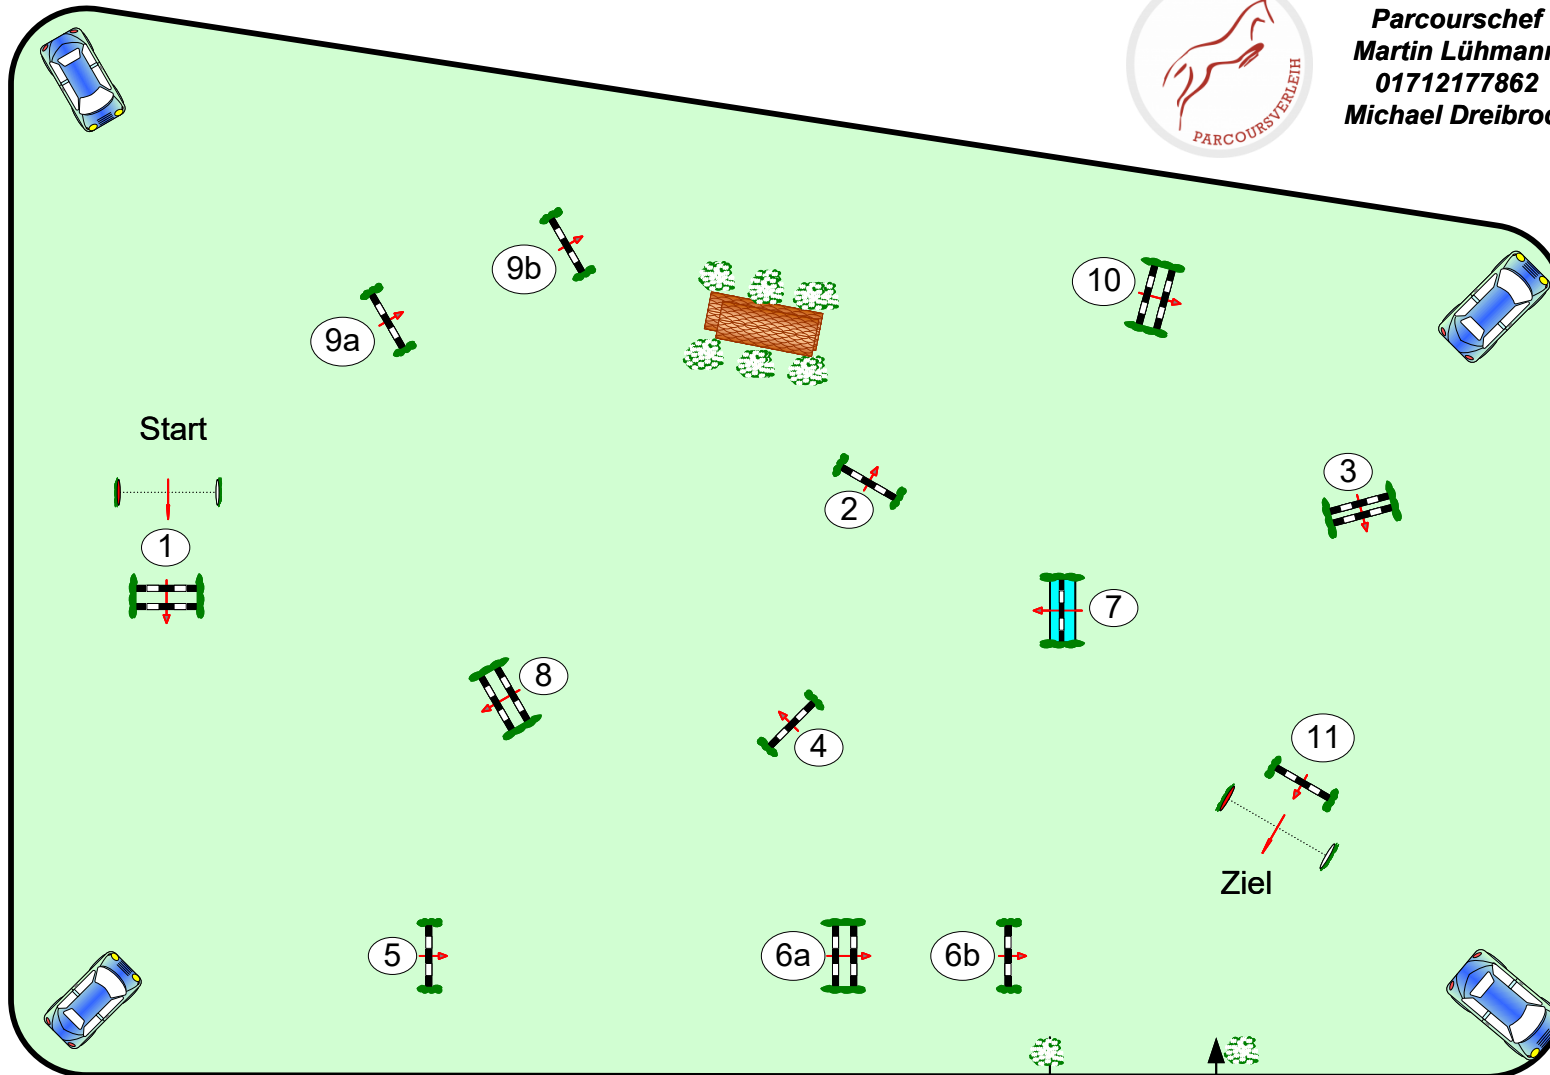 Parcourschef
Martin Lühmann
01712177862
Michael Dreibroc
PARCOURSVERLEIH
9b
10
9a
Start
3
2
1
7
8
4
11
Ziel
5
6a
6b